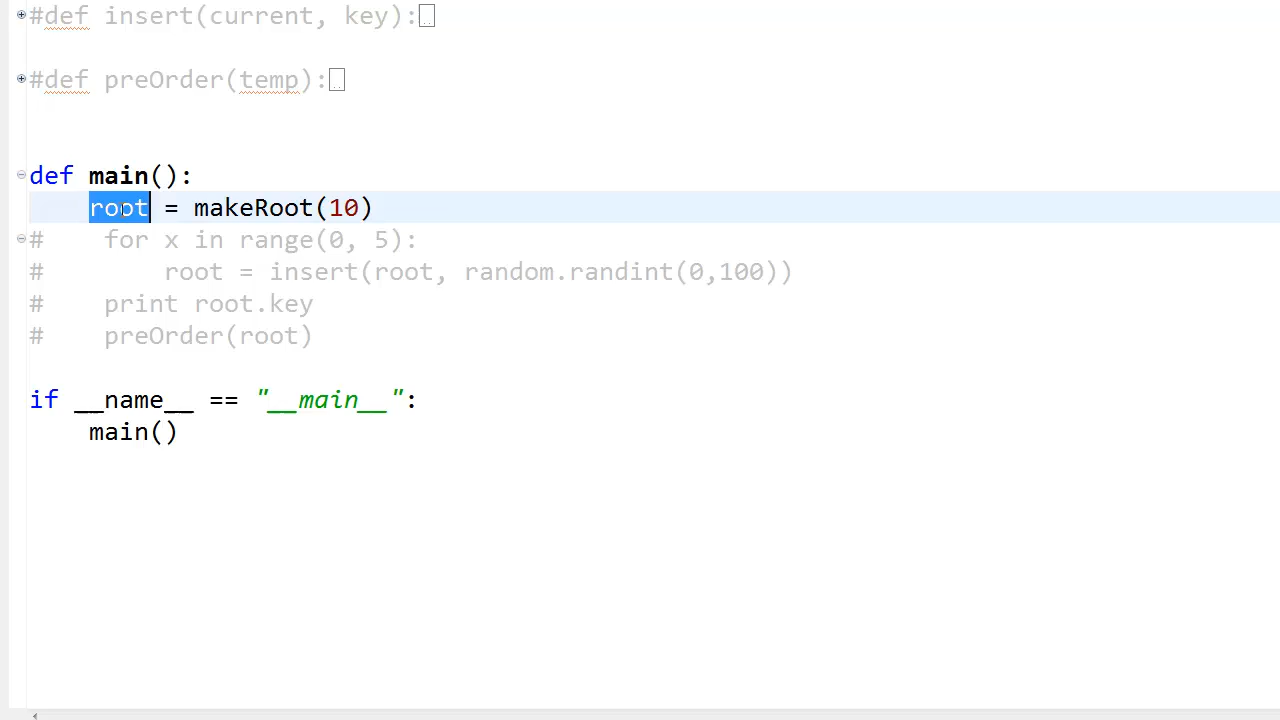 #def insert(current, key):..
#def preOrder(temp):..
def main():
    root = makeRoot(10)
#    for x in range(0, 5):
#        root = insert(root, random.randint(0,100))
#    print root.key
#    preOrder(root)
if __name__ == "__main__":
    main()